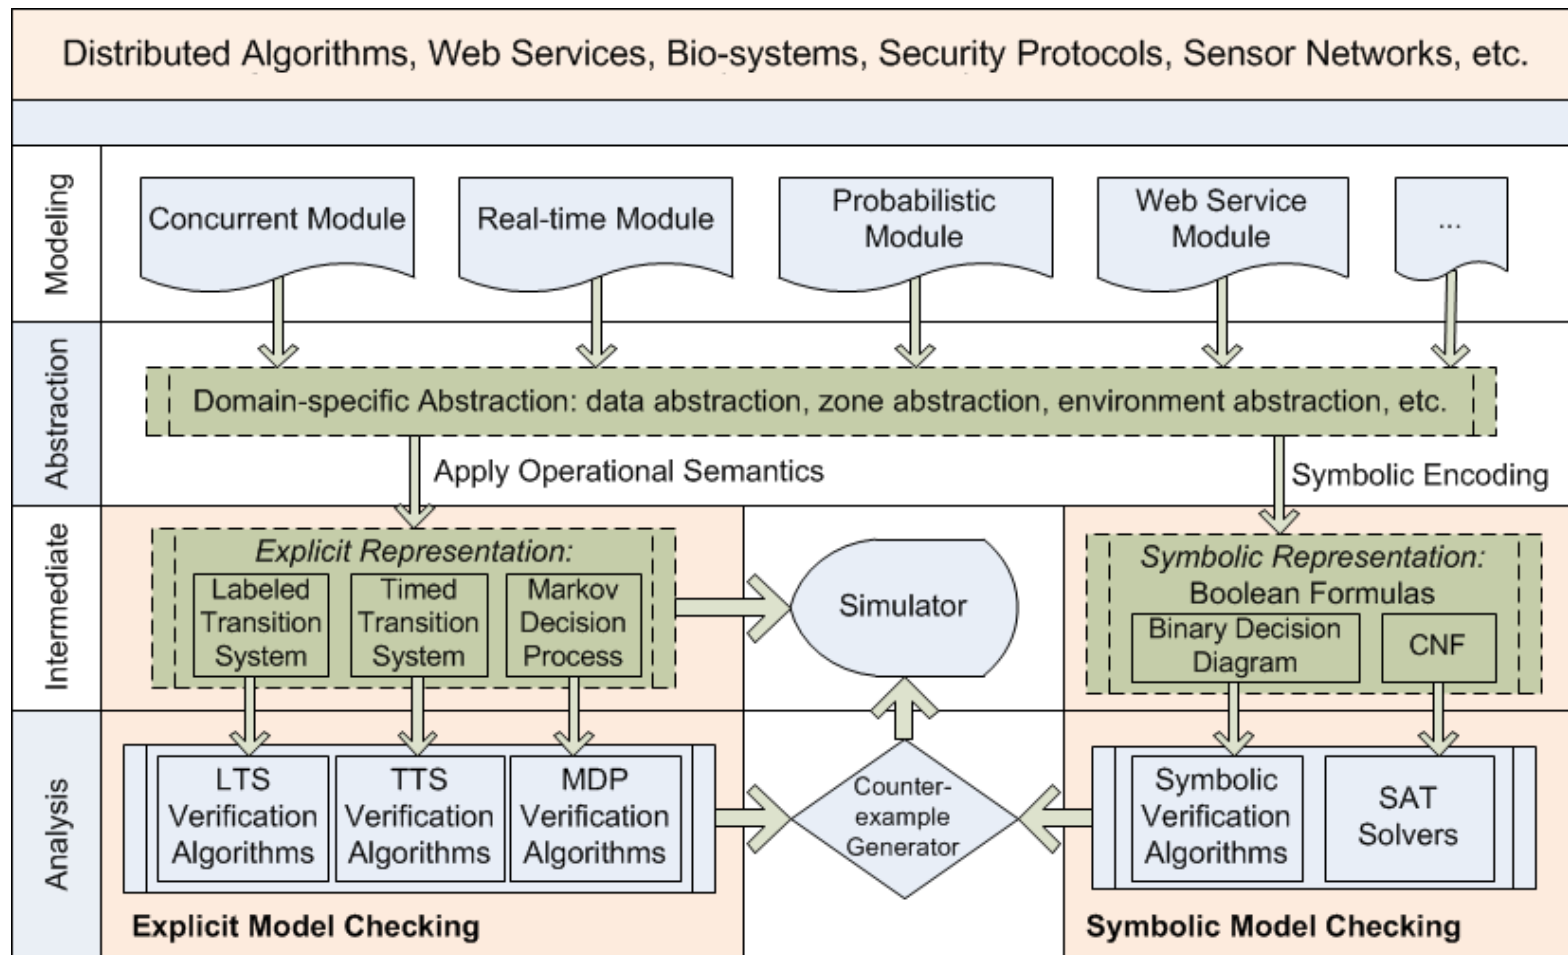 Distributed Algorithms, Web Services, Bio-systems, Security Protocols, Sensor Networks, etc.
Modeling
Concurrent Module
Real-time Module
Probabilistic
Module
Web Service
Module
...
Abstraction
Domain-specific Abstraction: data abstraction, zone abstraction, environment abstraction, etc.
Apply Operational Semantics
Symbolic Encoding
Intermediate
Explicit Representation:
Labeled
Transition
System
Timed
Transition
System
Markov
Decision
Process
Simulator
Symbolic Representation:
Boolean Formulas
Binary Decision
Diagram
CNF
Analysis
LTS
Verification
Algorithms
TTS
Verification
Algorithms
MDP
Verification
Algorithms
Counter-
example
Generator
Symbolic
Verification
Algorithms
SAT
Solvers
Explicit Model Checking
Symbolic Model Checking